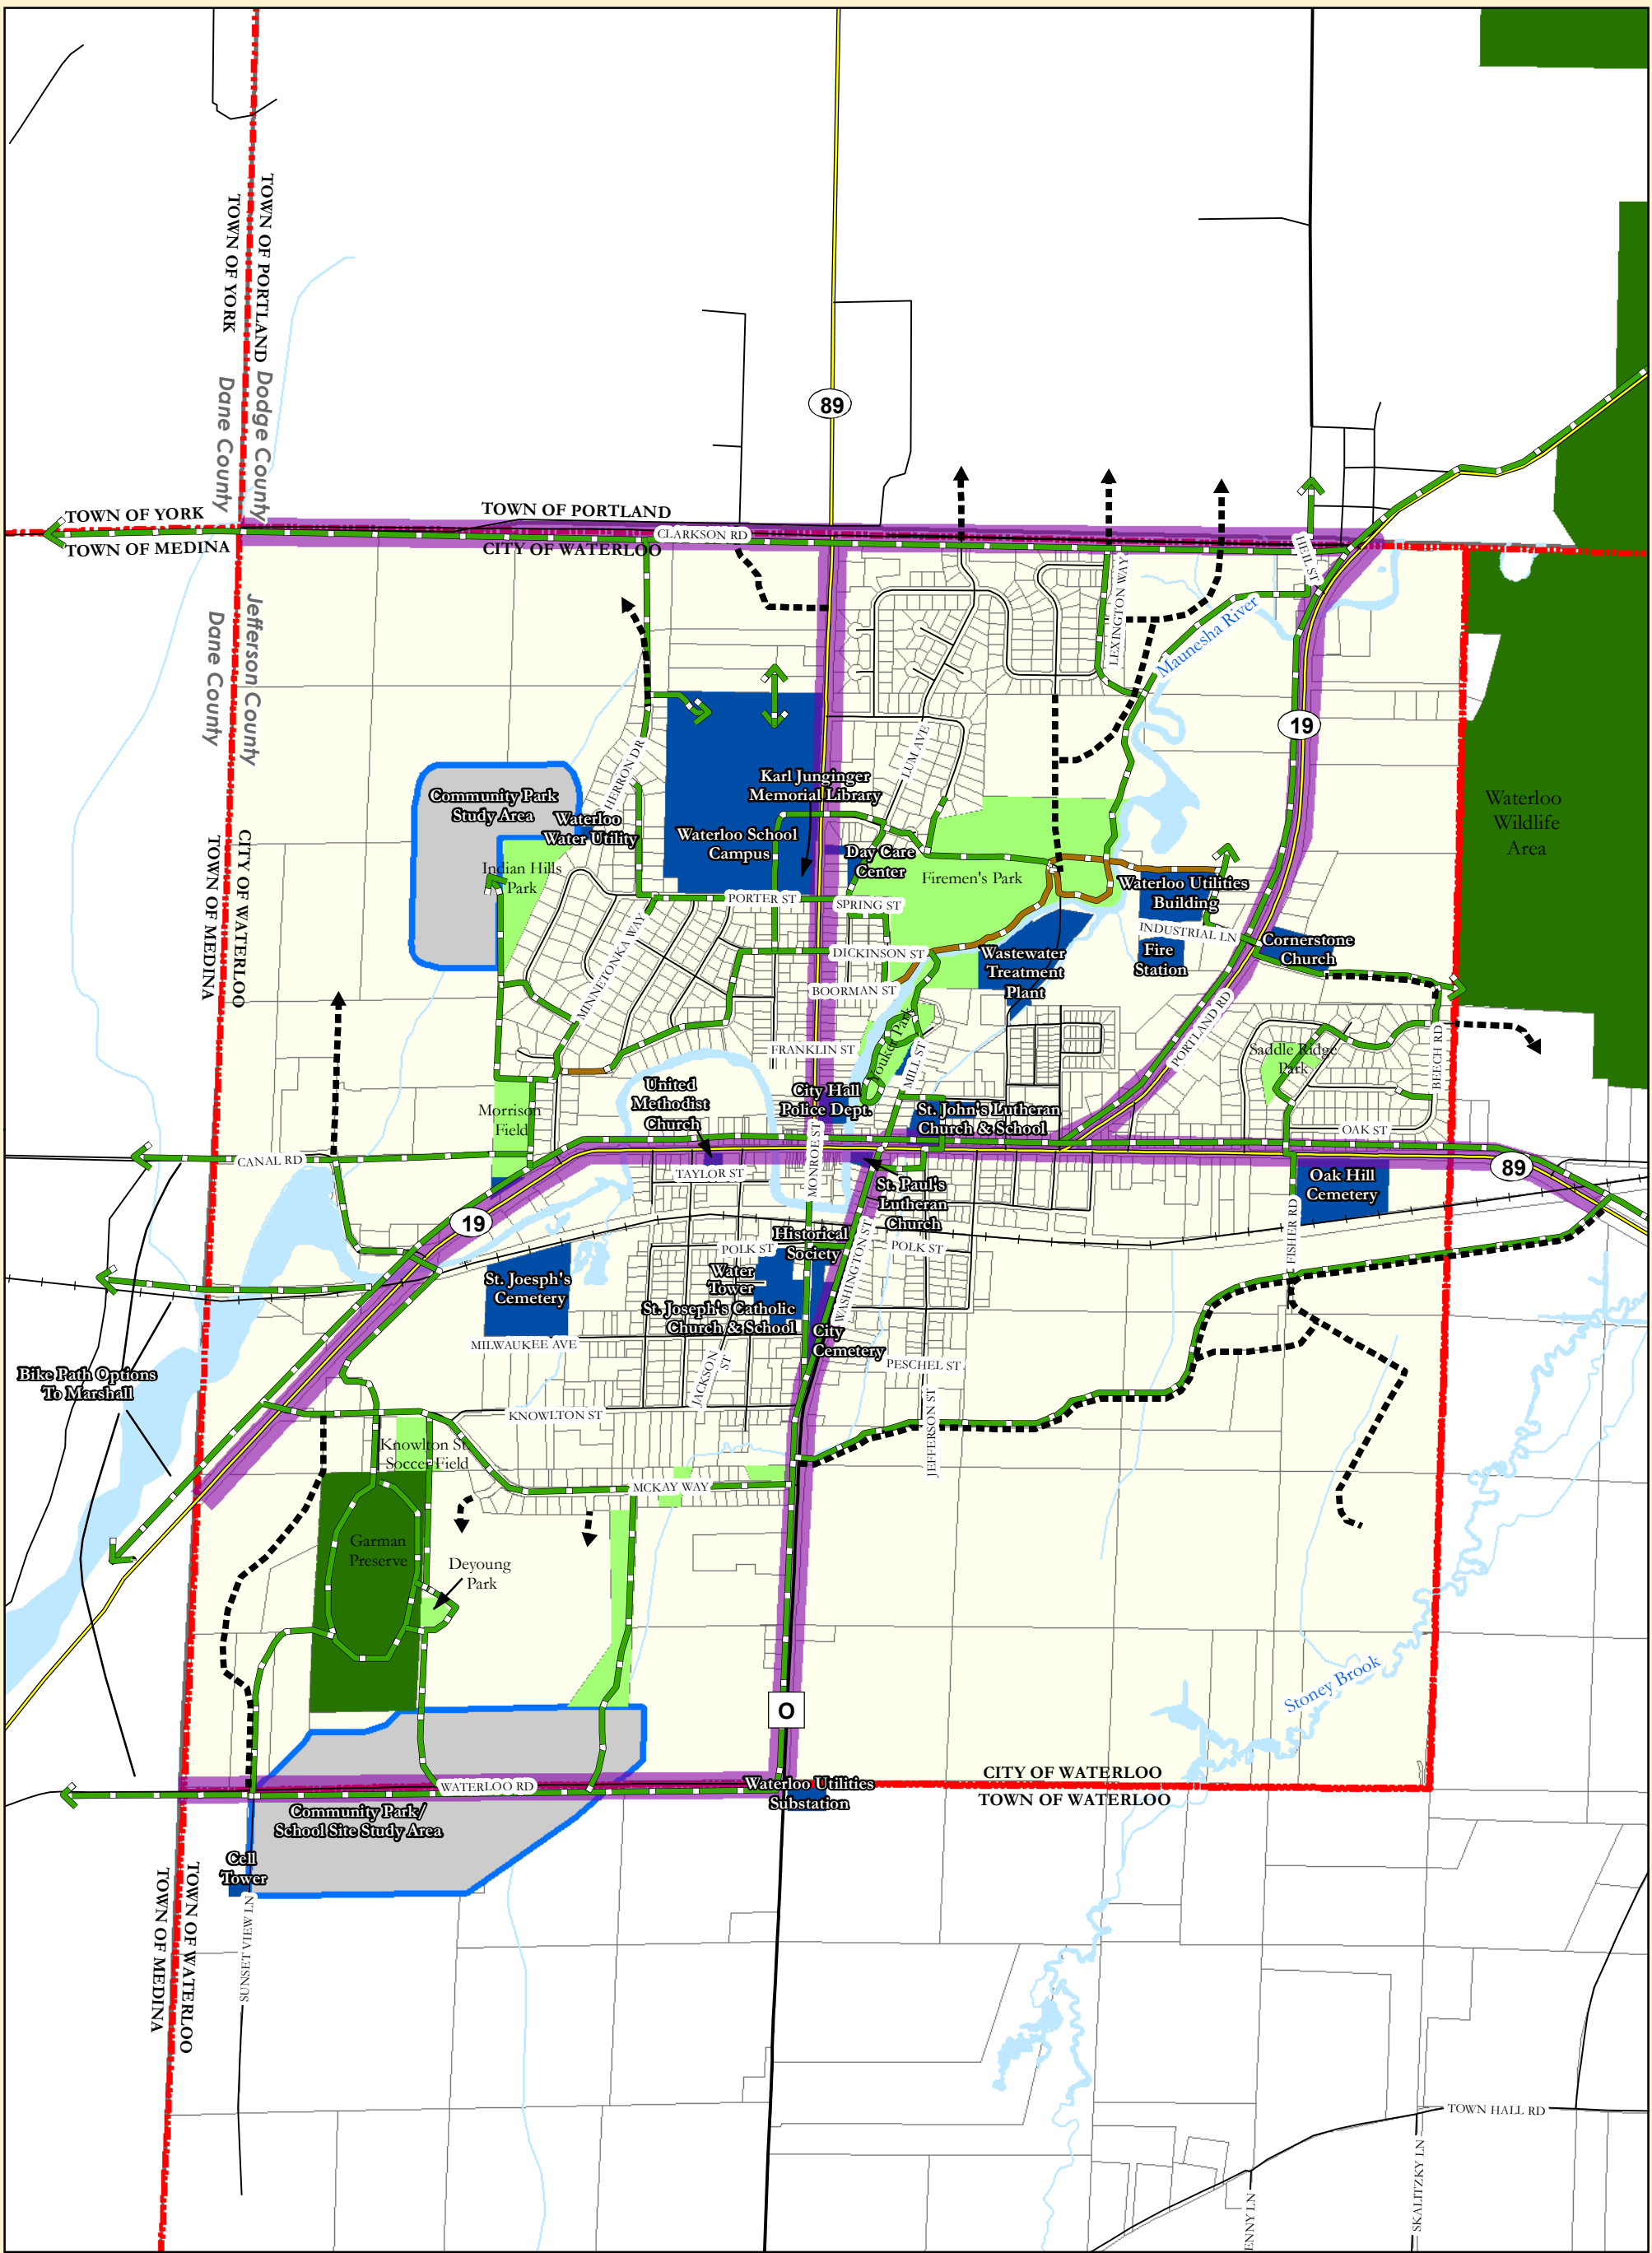 TOWN OF PORTLAND
TOWN OF YORK
Dodge County
Dane County
89
TOWN OF YORK
TOWN OF MEDINA
TOWN OF PORTLAND
CLARKSON RD
CITY OF WATERLOO
HEIL ST
LEXINGTON WAY
Maunesha River
Jefferson County
Dane County
19
HERRON DR
LUM AVE
Karl Junginger
Memorial Library
Community Park
Study Area
Waterloo
Water Utility
Waterloo School
Campus
Day Care
Center
Waterloo
Wildlife
Area
Indian Hills
Park
Firemen's Park
Waterloo Utilities
Building
PORTER ST
SPRING ST
INDUSTRIAL LN
Cornerstone
Church
Fire
Station
MINNETONKA WAY
DICKINSON ST
Wastewater
Treatment
Plant
BOORMAN ST
CITY OF WATERLOO
TOWN OF MEDINA
PORTLAND RD
FRANKLIN ST
Youker Park
MILL ST
Saddle Ridge
Park
BEECH RD
United
Methodist
Church
City Hall
Police Dept.
St. John's Lutheran
Church & School
Morrison
Field
OAK ST
MONROE ST
CANAL RD
TAYLOR ST
89
St. Paul's
Lutheran
Church
Oak Hill
Cemetery
19
Historical
Society
WASHINGTON ST
FISHER RD
POLK ST
POLK ST
St. Joesph's
Cemetery
Water
Tower
St. Joseph's Catholic
Church & School
City
Cemetery
MILWAUKEE AVE
JACKSON
ST
PESCHEL ST
Bike Path Options
To Marshall
KNOWLTON ST
JEFFERSON ST
Knowlton St.
Soccer Field
MCKAY WAY
Garman
Preserve
Deyoung
Park
Stoney Brook
O
WATERLOO RD
Waterloo Utilities
Substation
CITY OF WATERLOO
TOWN OF WATERLOO
Community Park/
School Site Study Area
Cell
Tower
SUNSET VIEW LN
TOWN OF WATERLOO
TOWN OF MEDINA
TOWN HALL RD
ENNY LN
SKALITZKY LN